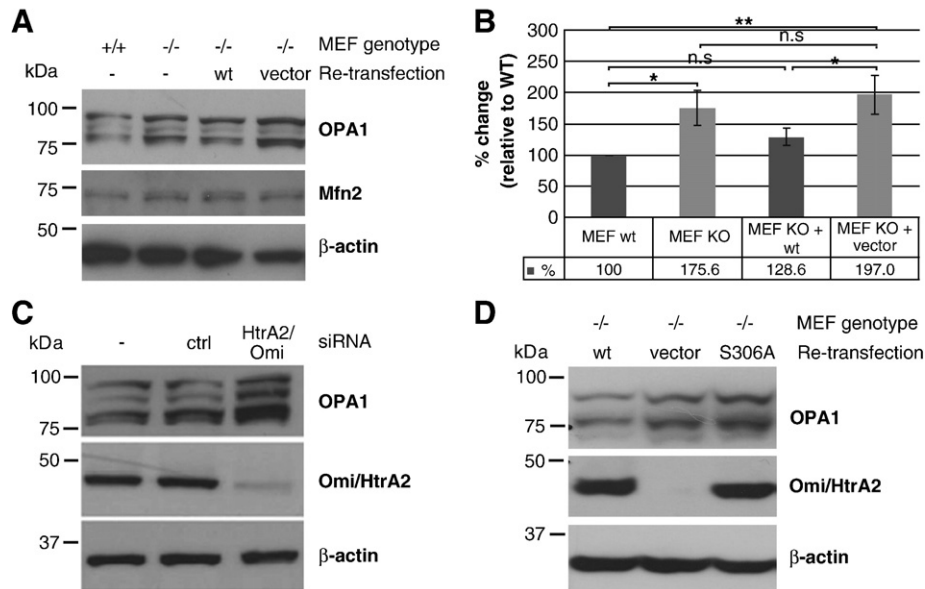 A
+/+ -/- -/- -/- MEF genotype
kDa - - wt vector Re-transfection
100
75
OPA1
75
Mfn2
50
β-actin
B
% change
(relative to WT)
300
250
200
150
100
50
0
**
n.s
n.s
*
*
MEF wt MEF KO MEF KO + wt MEF KO + vector
% 100 175.6 128.6 197.0
C
kDa - ctrl HtrA2/
Omi siRNA
100
75
OPA1
50
Omi/HtrA2
37
β-actin
D
-/- -/- -/- MEF genotype
kDa wt vector S306A Re-transfection
100
75
OPA1
50
Omi/HtrA2
37
β-actin